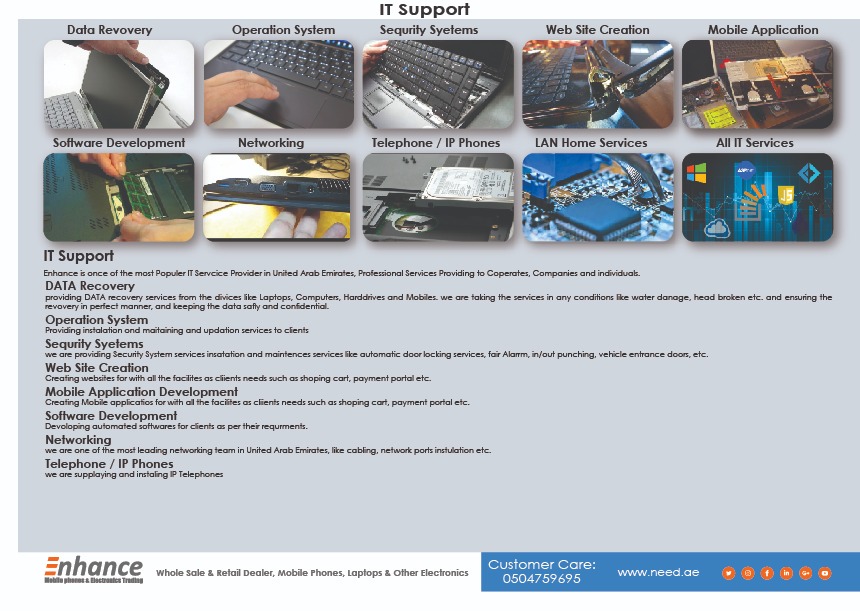 IT Support
Data Revovery
Operation System
Sequrity Syetems
Web Site Creation
Mobile Application
Software Development
Networking
Telephone / IP Phones
LAN Home Services
All IT Services
JS
IT Support
Enhance is once of the most Populer IT Servcice Provider in United Arab Emirates, Professional Services Providing to Coperates, Companies and individuals.
DATA Recovery
providing DATA recovery services from the divices like Laptops, Computers, Harddrives and Mobiles. we are taking the services in any conditions like water danage, head broken etc. and ensuring the
revovery in perfect manner, and keeping the data safly and confidential.
Operation System
Providing instalation ond maitaining and updation services to clients
Sequrity Syetems
we are providing Security System services insatation and maintences services like automatic door locking services, fair Alarrm, in/out punching, vehicle entrance doors, etc.
Web Site Creation
Creating websites for with all the facilites as clients needs such as shoping cart, payment portal etc.
Mobile Application Development
Creating Mobile applicatios for with all the facilites as clients needs such as shoping cart, payment portal etc.
Software Development
Devoloping automated softwars for clients as per their requrments.
Networking
we are one of the most leading networking team in United Arab Emirates, like cabling, network ports instulation etc.
Telephone / IP Phones
we are supplaying and instaling IP Telephones
Enhance
Mobile phones & Electronics Trading
Whole Sale & Retail Dealer, Mobile Phones, Laptops & Other Electronics
Customer Care:
0504759695
www.need.ae